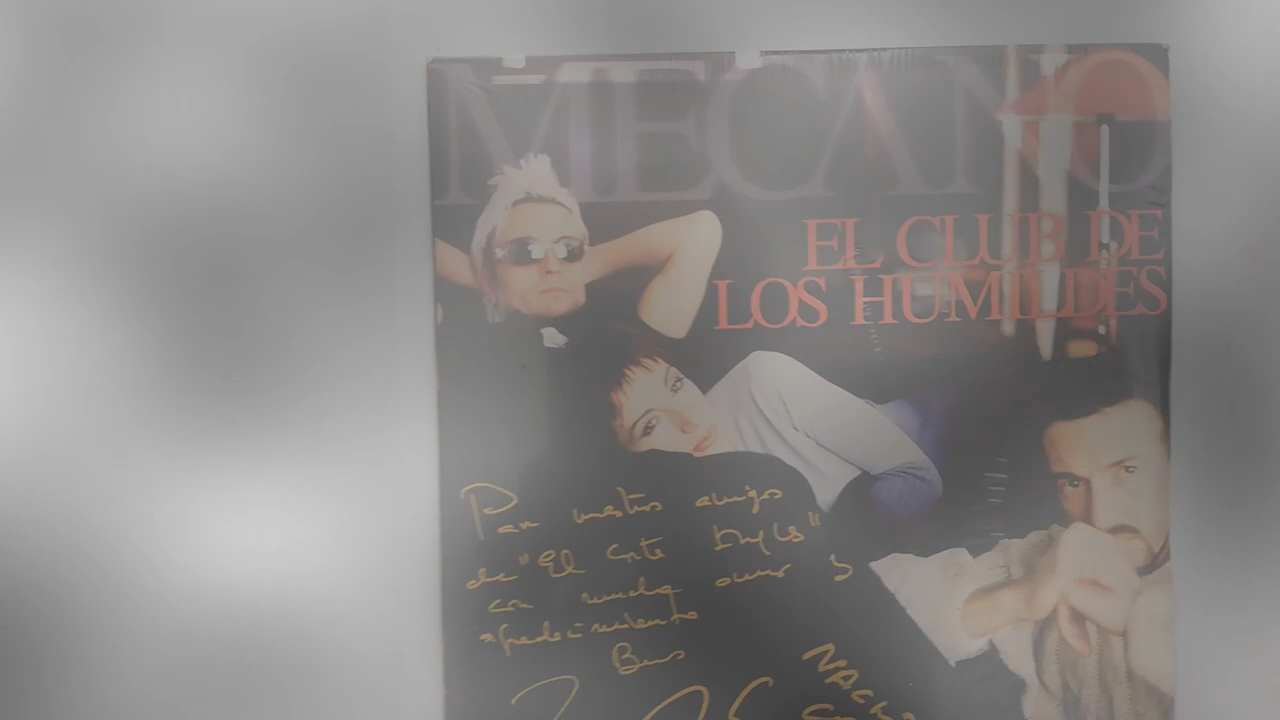 MECANO
EL CLUB DE
LOS HUMILDES
Para nuestros amigos
de "El Corte Inglés"
con mucho amor y
agradecimiento
Besos
NACHO